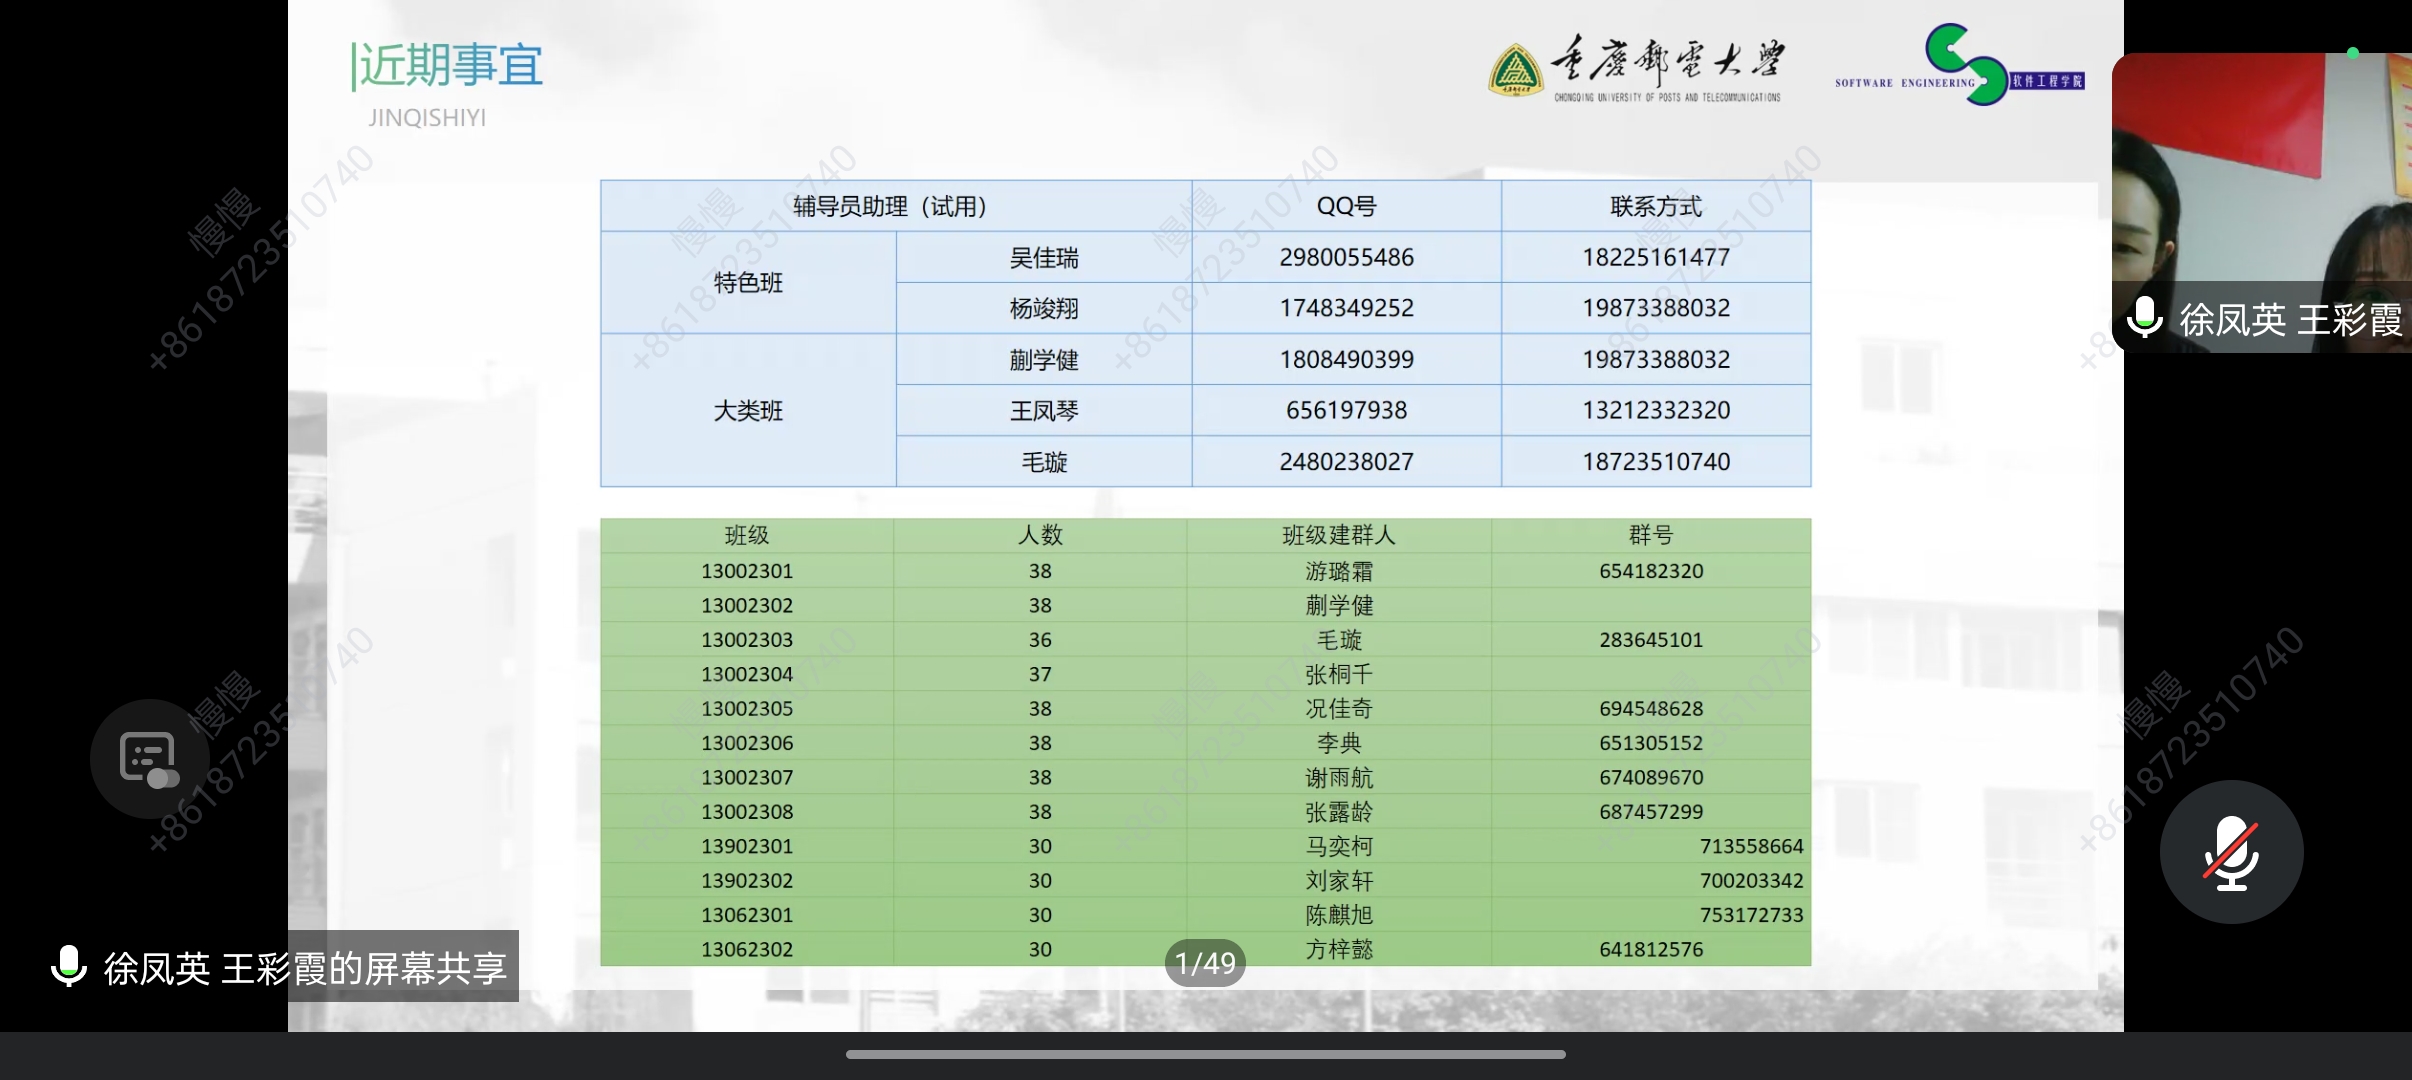 近期事宜
JINQISHIYI
重庆邮电大学
CHONGQING UNIVERSITY OF POSTS AND TELECOMMUNICATIONS
SOFTWARE ENGINEERING 软件工程学院
辅导员助理（试用） QQ号 联系方式
特色班 吴佳瑞 2980055486 18225161477
杨竣翔 1748349252 19873388032
大类班 蒯学健 1808490399 19873388032
王凤琴 656197938 13212332320
毛璇 2480238027 18723510740
班级 人数 班级建群人 群号
13002301 38 游璐霜 654182320
13002302 38 蒯学健
13002303 36 毛璇 283645101
13002304 37 张桐千
13002305 38 况佳奇 694548628
13002306 38 李典 651305152
13002307 38 谢雨航 674089670
13002308 38 张露龄 687457299
13902301 30 马奕柯 713558664
13902302 30 刘家轩 700203342
13062301 30 陈麒旭 753172733
13062302 30 方梓懿 641812576
1/49
徐凤英 王彩霞
徐凤英 王彩霞的屏幕共享
慢慢
+8618723510740